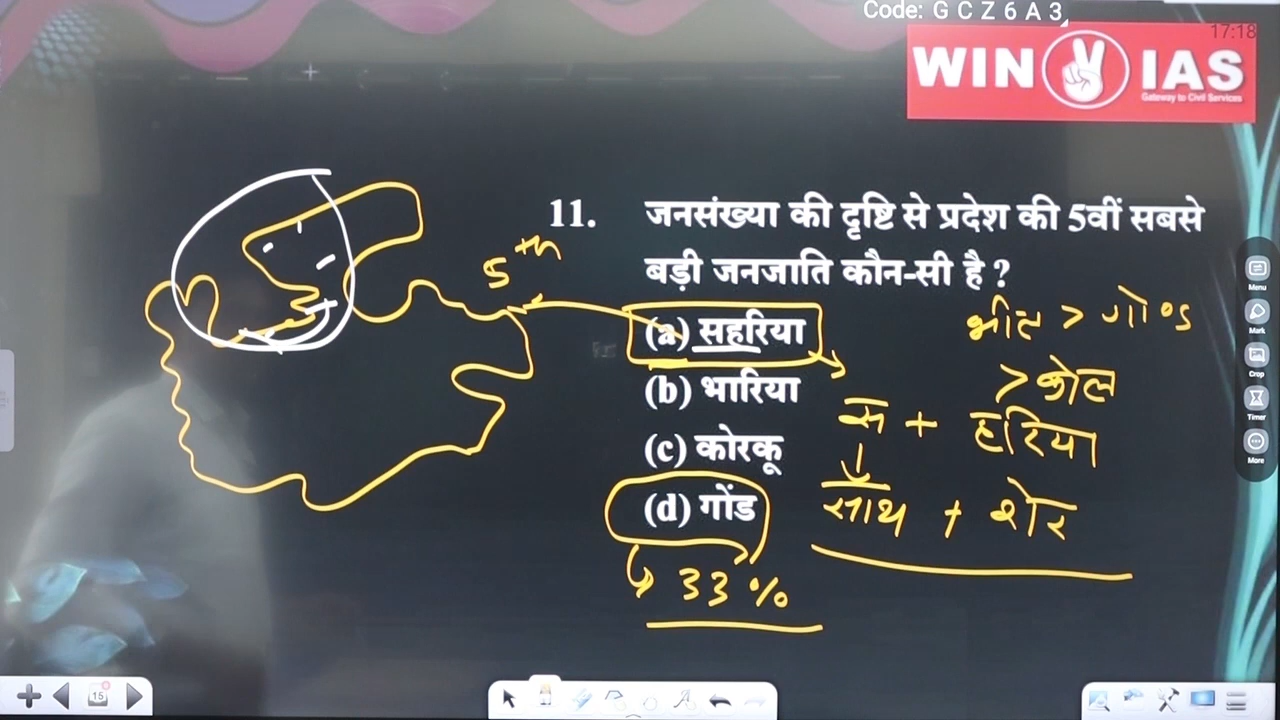 Code: G C Z 6 A 3
17:18
WIN IAS
Gateway to Civil Services
11. जनसंख्या की दृष्टि से प्रदेश की 5वीं सबसे
बड़ी जनजाति कौन-सी है ?
5th
(a) सहरिया
(b) भारिया
(c) कोरकू
(d) गोंड
33 %
भील > गोण्ड
> कोल
स + हरिया
साथ + शेर
Menu
Mark
Crop
Timer
More
15